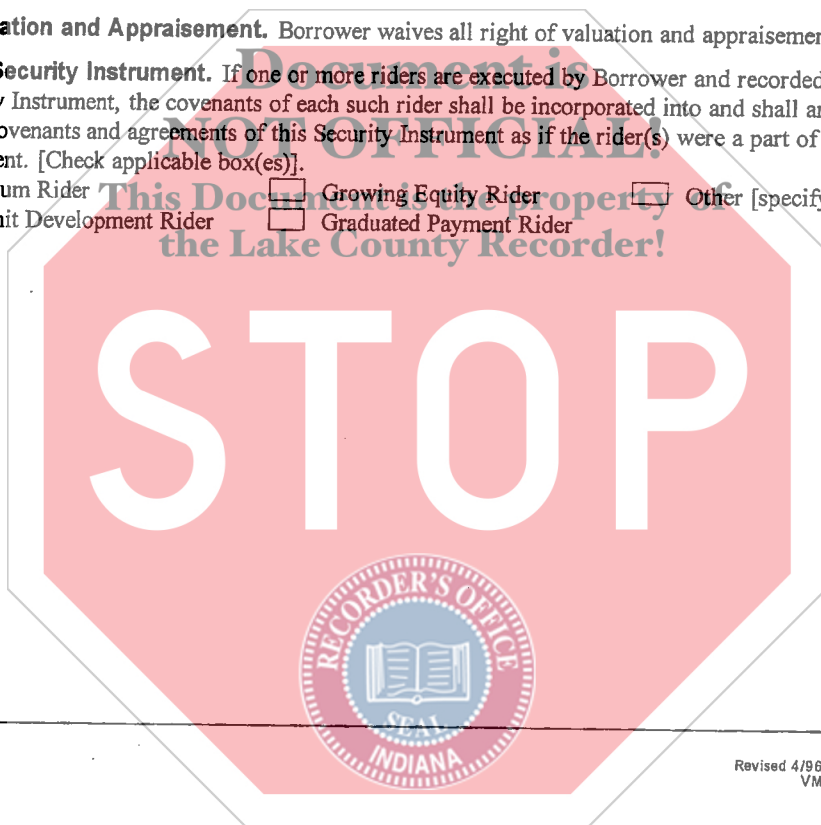 ation and Appraisement. Borrower waives all right of valuation and appraisemen
Document is
Security Instrument. If one or more riders are executed by Borrower and recorded
y Instrument, the covenants of each such rider shall be incorporated into and shall an
NOT OFFICIAL!
ovenants and agreements of this Security Instrument as if the rider(s) were a part of
ent. [Check applicable box(es)].
um Rider Growing Equity Rider Other [specify
This Document is the property of
nit Development Rider Graduated Payment Rider
the Lake County Recorder!
STOP
RECORDER'S OFFICE
SEAL
INDIANA
Revised 4/96
VM